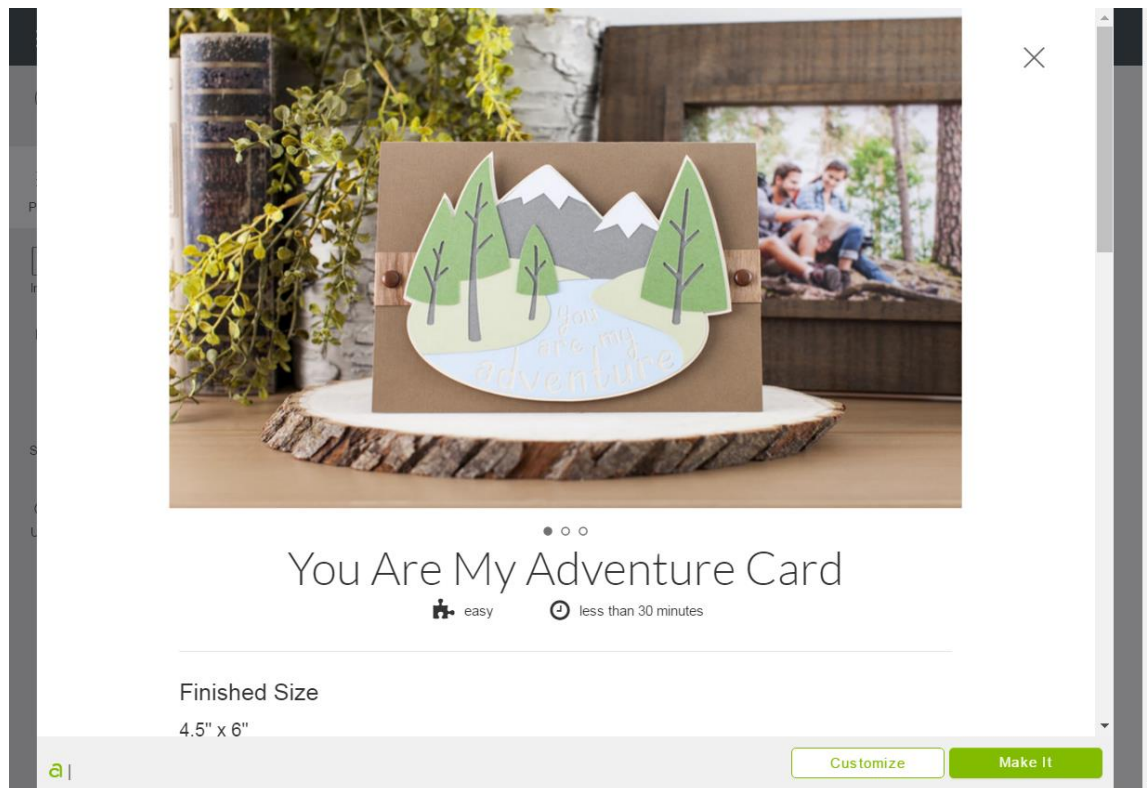 you
are my
adventure
You Are My Adventure Card
easy
less than 30 minutes
Finished Size
4.5" x 6"
a
Customize
Make It